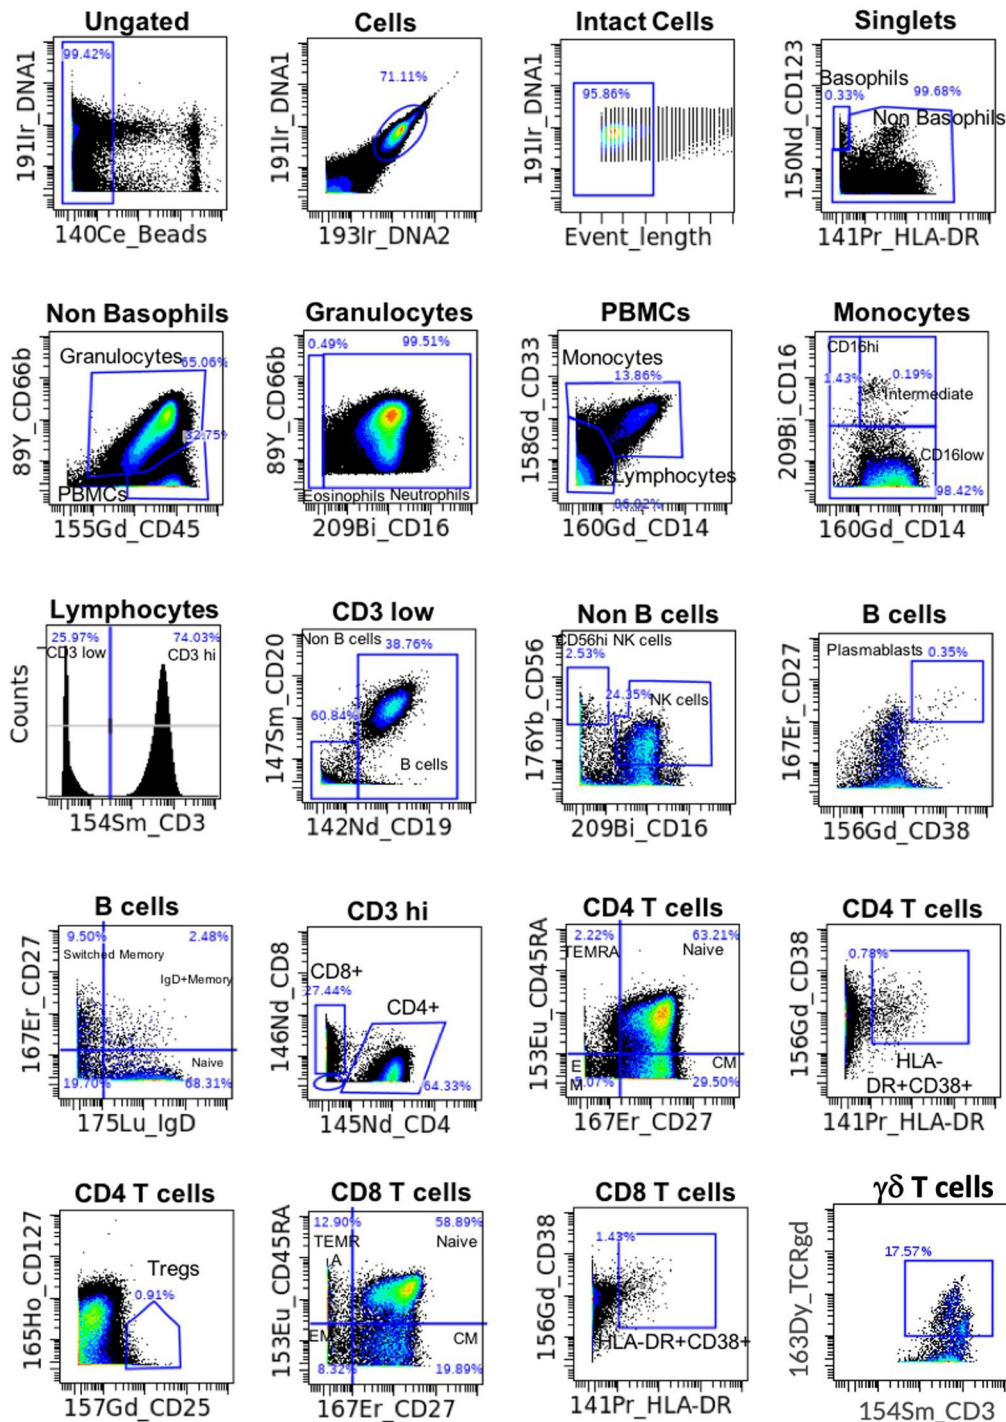 Ungated
99.42%
191Ir_DNA1
140Ce_Beads
Cells
71.11%
191Ir_DNA1
193Ir_DNA2
Intact Cells
95.86%
191Ir_DNA1
Event_length
Singlets
Basophils
0.33%
99.68%
Non Basophils
150Nd_CD123
141Pr_HLA-DR
Non Basophils
Granulocytes
65.06%
32.75%
PBMCs
89Y_CD66b
155Gd_CD45
Granulocytes
0.49%
99.51%
Eosinophils
Neutrophils
89Y_CD66b
209Bi_CD16
PBMCs
Monocytes
13.86%
Lymphocytes
86.02%
158Gd_CD33
160Gd_CD14
Monocytes
CD16hi
1.43%
0.19%
Intermediate
CD16low
98.42%
209Bi_CD16
160Gd_CD14
Lymphocytes
25.97%
74.03%
CD3 low
CD3 hi
Counts
154Sm_CD3
CD3 low
Non B cells
38.76%
60.84%
B cells
147Sm_CD20
142Nd_CD19
Non B cells
CD56hi NK cells
2.53%
24.35%
NK cells
176Yb_CD56
209Bi_CD16
B cells
Plasmablasts
0.35%
167Er_CD27
156Gd_CD38
B cells
9.50%
2.48%
Switched Memory
IgD+Memory
Naive
19.70%
68.31%
167Er_CD27
175Lu_IgD
CD3 hi
CD8+
27.44%
CD4+
64.33%
146Nd_CD8
145Nd_CD4
CD4 T cells
2.22%
63.21%
TEMRA
Naive
E
M
CM
5.07%
29.50%
153Eu_CD45RA
167Er_CD27
CD4 T cells
0.78%
HLA-
DR+CD38+
156Gd_CD38
141Pr_HLA-DR
CD4 T cells
Tregs
0.91%
165Ho_CD127
157Gd_CD25
CD8 T cells
12.90%
58.89%
TEMR
A
Naive
EM
CM
8.32%
19.89%
153Eu_CD45RA
167Er_CD27
CD8 T cells
1.43%
HLA-DR+CD38+
156Gd_CD38
141Pr_HLA-DR
γδ T cells
17.57%
163Dy_TCRgd
154Sm_CD3